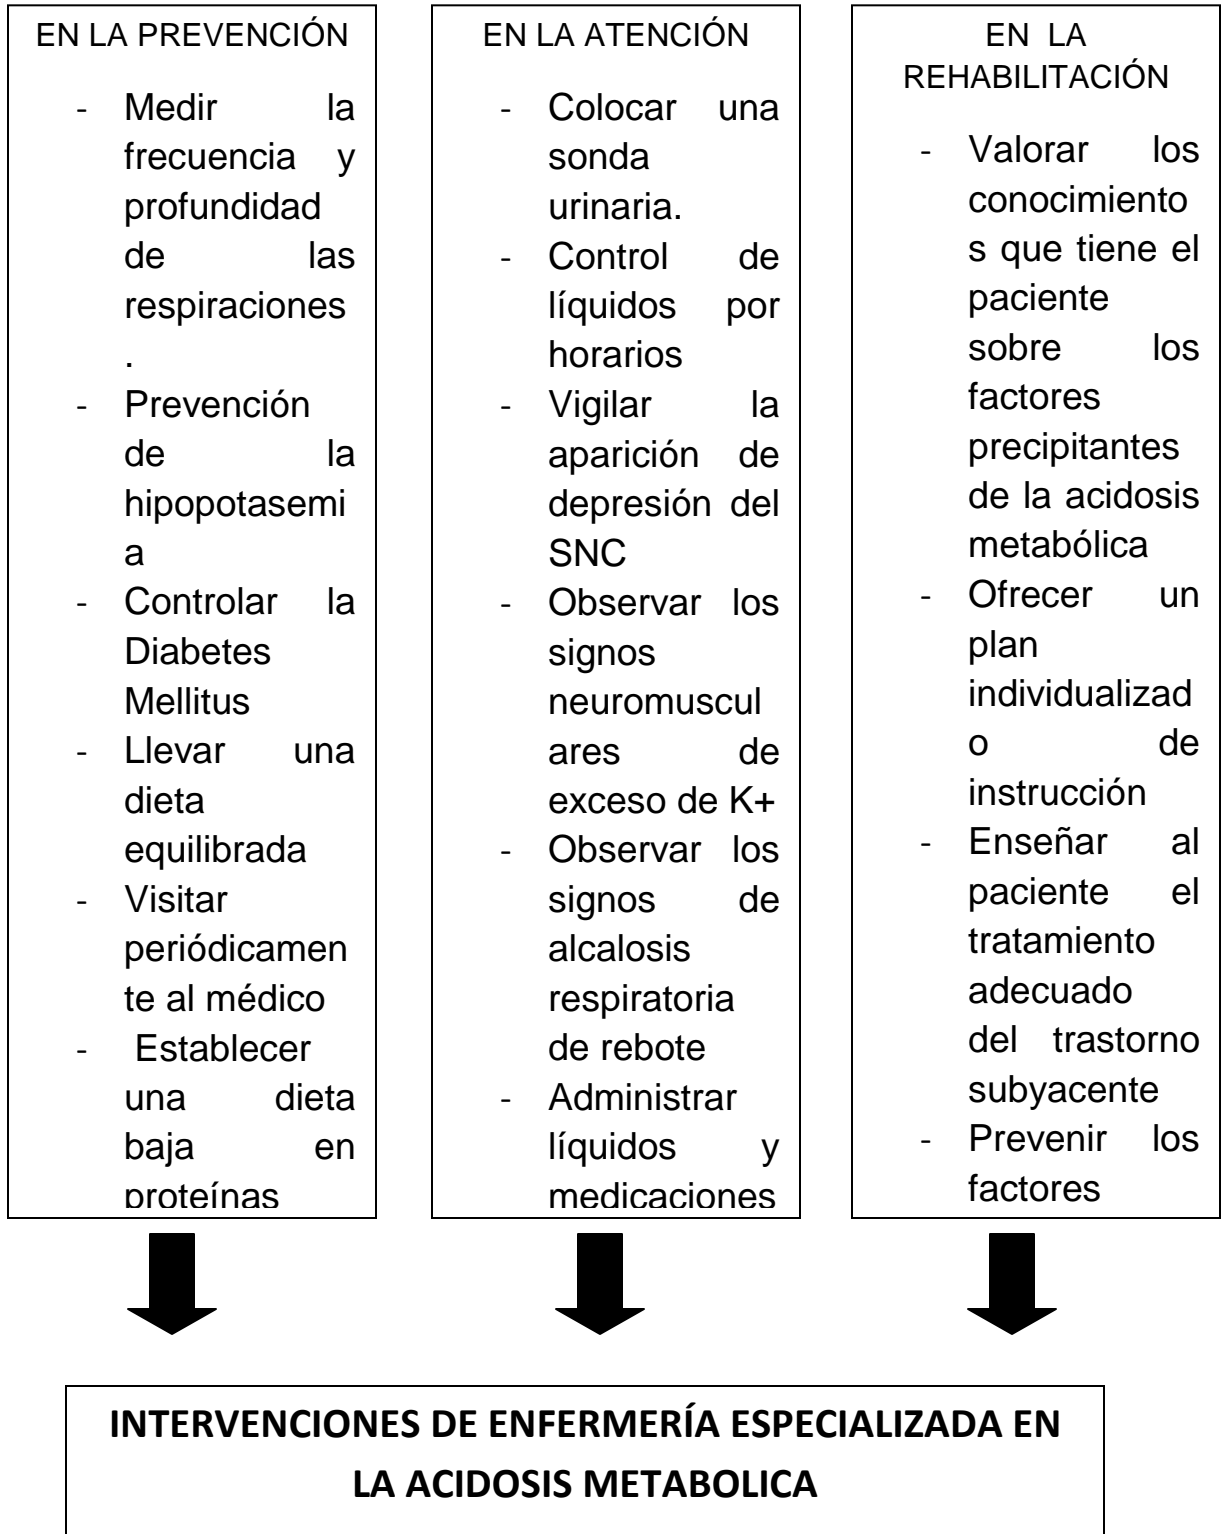 EN LA PREVENCIÓN
- Medir la
frecuencia y
profundidad
de las
respiraciones
.
- Prevención
de la
hipopotasemi
a
- Controlar la
Diabetes
Mellitus
- Llevar una
dieta
equilibrada
- Visitar
periódicamen
te al médico
- Establecer
una dieta
baja en
proteínas
EN LA ATENCIÓN
- Colocar una
sonda
urinaria.
- Control de
líquidos por
horarios
- Vigilar la
aparición de
depresión del
SNC
- Observar los
signos
neuromuscul
ares de
exceso de K+
- Observar los
signos de
alcalosis
respiratoria
de rebote
- Administrar
líquidos y
medicaciones
EN LA
REHABILITACIÓN
- Valorar los
conocimiento
s que tiene el
paciente
sobre los
factores
precipitantes
de la acidosis
metabólica
- Ofrecer un
plan
individualizad
o de
instrucción
- Enseñar al
paciente el
tratamiento
adecuado
del trastorno
subyacente
- Prevenir los
factores
INTERVENCIONES DE ENFERMERÍA ESPECIALIZADA EN
LA ACIDOSIS METABOLICA